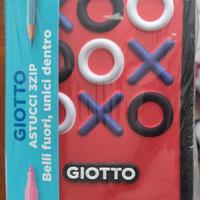 GIOTTO
ASTUCCI 3ZIP
Belli fuori, unici dentro
GIOTTO